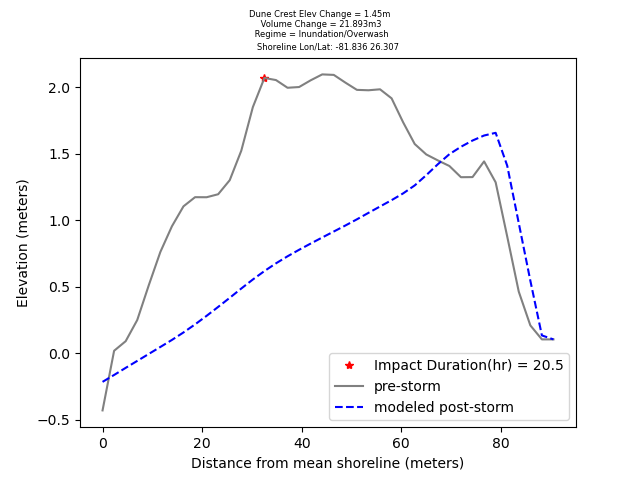 Dune Crest Elev Change = 1.45m
Volume Change = 21.893m3
Regime = Inundation/Overwash
Shoreline Lon/Lat: -81.836 26.307
2.0
1.5
1.0
0.5
0.0
−0.5
Elevation (meters)
Impact Duration(hr) = 20.5
pre-storm
modeled post-storm
0 20 40 60 80
Distance from mean shoreline (meters)